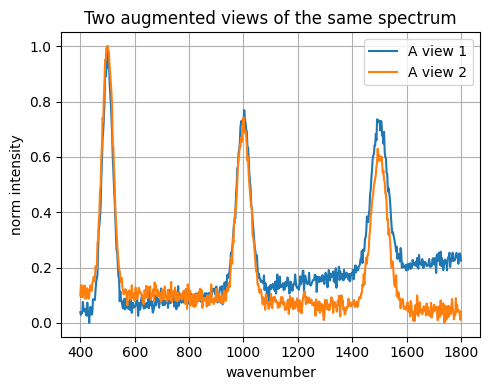 Two augmented views of the same spectrum
A view 1
A view 2
norm intensity
1.0
0.8
0.6
0.4
0.2
0.0
400 600 800 1000 1200 1400 1600 1800
wavenumber